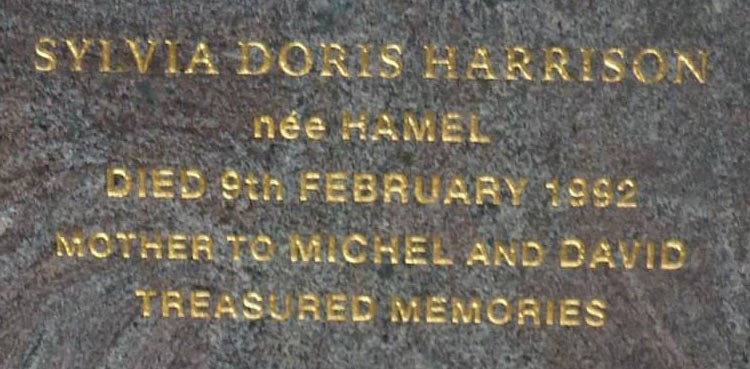 SYLVIA DORIS HARRISON
née HAMEL
DIED 9th FEBRUARY 1992
MOTHER TO MICHEL AND DAVID
TREASURED MEMORIES